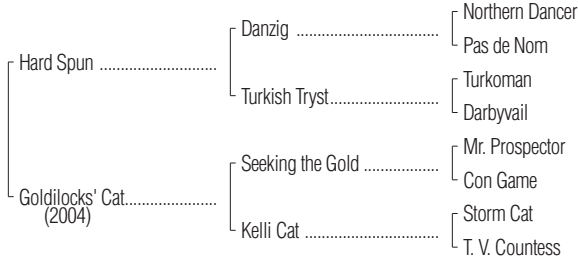 Northern Dancer
Danzig ....................................
Pas de Nom
Hard Spun .............................
Turkoman
Turkish Tryst...........................
Darbyvail
Mr. Prospector
Seeking the Gold ...................
Con Game
Goldilocks' Cat.......................
(2004)
Storm Cat
Kelli Cat .................................
T. V. Countess